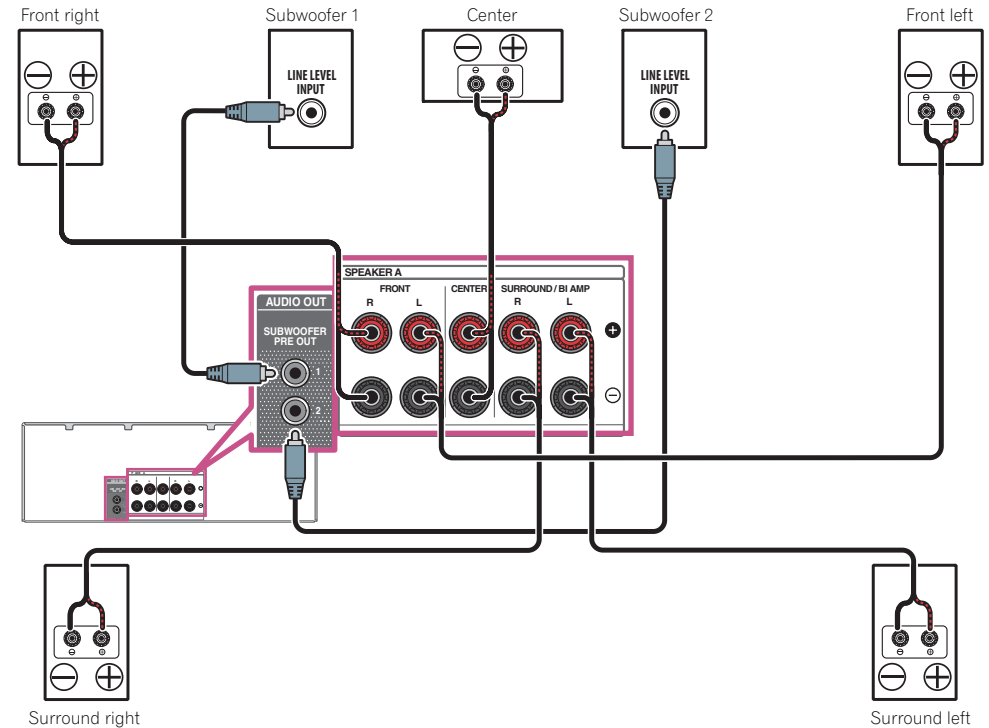 Front right
Subwoofer 1
Center
Subwoofer 2
Front left
LINE LEVEL
INPUT
LINE LEVEL
INPUT
SPEAKER A
FRONT
CENTER
SURROUND / BI AMP
R
L
R
L
AUDIO OUT
SUBWOOFER
PRE OUT
1
2
Surround right
Surround left